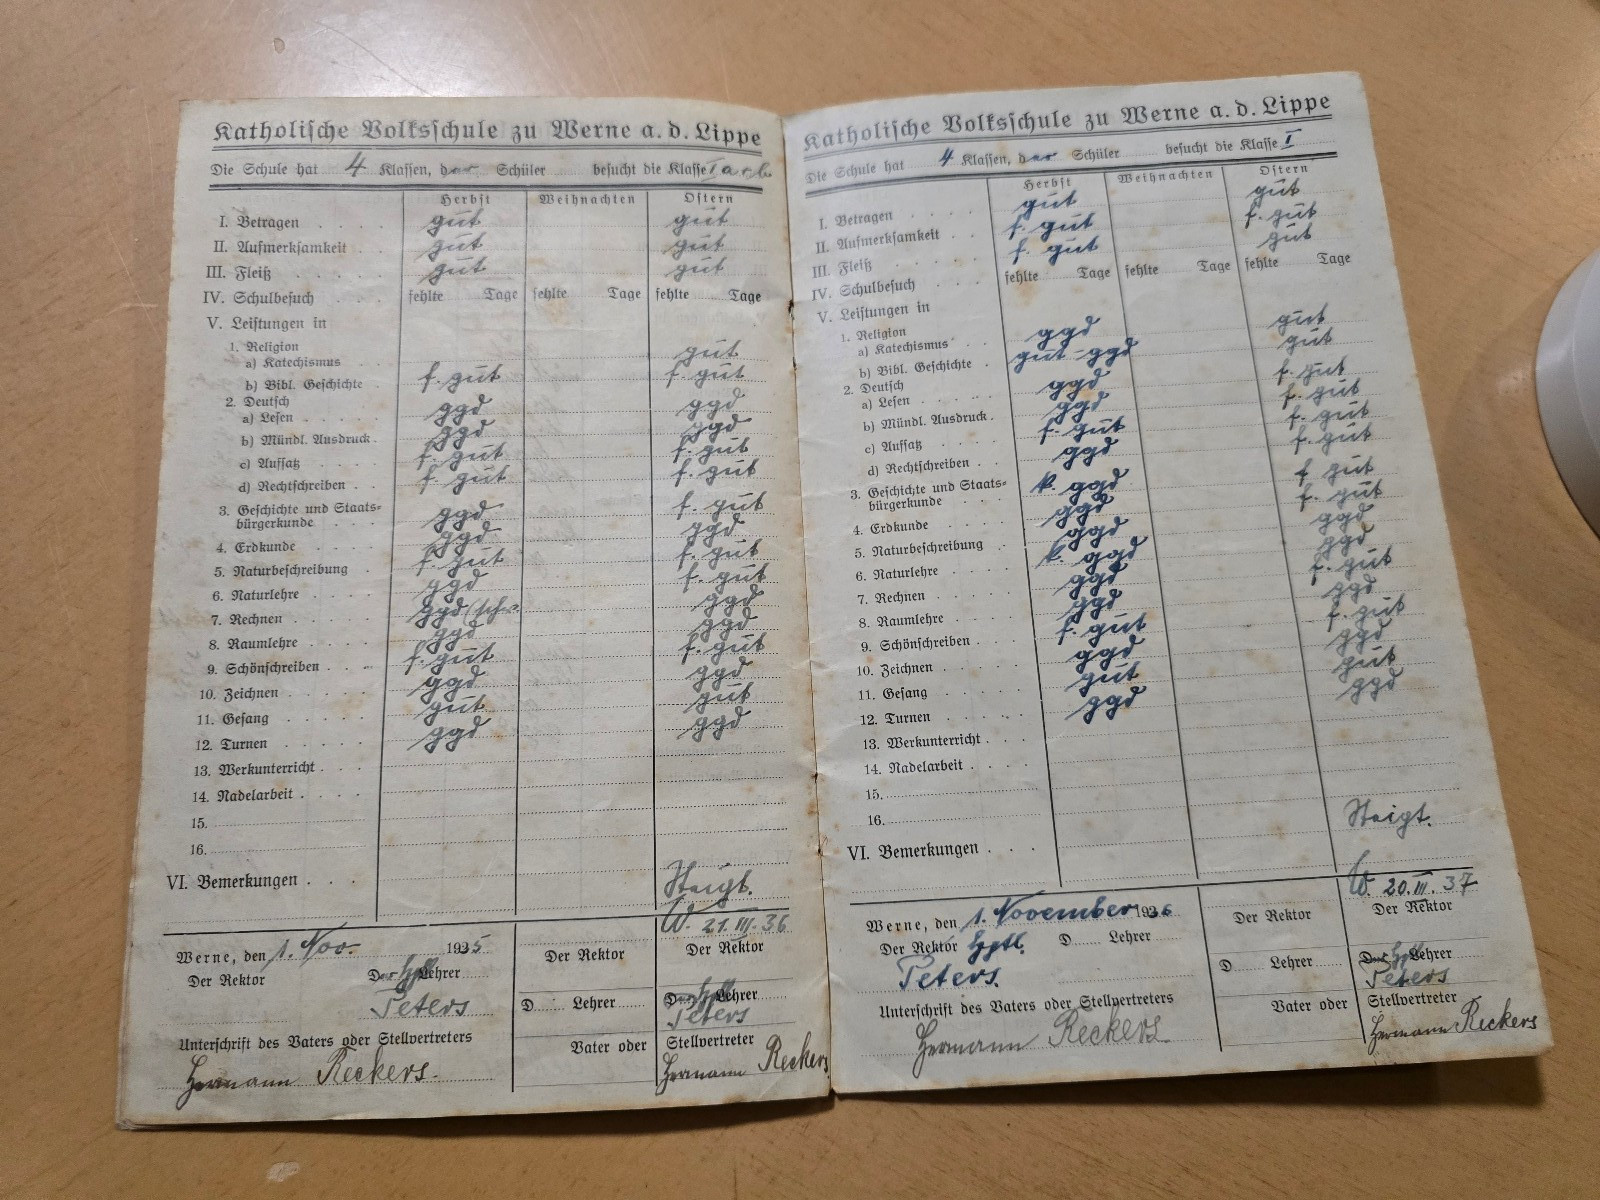 Katholische Volksschule zu Werne a. d. Lippe
Die Schule hat 4 Klassen, der Schüler besucht die Klasse I a+b
Herbst Weihnachten Ostern
I. Betragen gut gut
II. Aufmerksamkeit gut gut
III. Fleiß gut gut
IV. Schulbesuch fehlte Tage fehlte Tage fehlte Tage
V. Leistungen in
1. Religion
a) Katechismus gut
b) Bibl. Geschichte f. gut f. gut
2. Deutsch
a) Lesen ggd ggd
b) Mündl. Ausdruck ggd ggd
c) Aufsatz f. gut f. gut
d) Rechtschreiben f. gut f. gut
3. Geschichte und Staats-
bürgerkunde ggd f. gut
4. Erdkunde ggd ggd
5. Naturbeschreibung f. gut f. gut
6. Naturlehre ggd f. gut
7. Rechnen ggd (schr. ggd
8. Raumlehre ggd ggd
9. Schönschreiben f. gut f. gut
10. Zeichnen ggd ggd
11. Gesang gut gut
12. Turnen ggd ggd
13. Werkunterricht
14. Nadelarbeit
15.
16.
VI. Bemerkungen Steigt.
W. 21. III. 36
Werne, den 1. Nov. 1935 Der Rektor Der Rektor
Der Rektor Der Lehrer
Peters D Lehrer Der Lehrer
Peters
Unterschrift des Vaters oder Stellvertreters Vater oder Stellvertreter
Hermann Reckers. Hermann Reckers
Katholische Volksschule zu Werne a. d. Lippe
Die Schule hat 4 Klassen, der Schüler besucht die Klasse I
Herbst Weihnachten Ostern
I. Betragen gut gut
II. Aufmerksamkeit f. gut f. gut
III. Fleiß f. gut gut
IV. Schulbesuch fehlte Tage fehlte Tage fehlte Tage
V. Leistungen in
1. Religion
a) Katechismus ggd gut
b) Bibl. Geschichte gut - ggd gut
2. Deutsch
a) Lesen ggd f. gut
b) Mündl. Ausdruck ggd f. gut
c) Aufsatz f. gut f. gut
d) Rechtschreiben ggd f. gut
3. Geschichte und Staats-
bürgerkunde k. ggd f. gut
4. Erdkunde ggd f. gut
5. Naturbeschreibung ggd ggd
6. Naturlehre k. ggd ggd
7. Rechnen ggd f. gut
8. Raumlehre ggd ggd
9. Schönschreiben f. gut f. gut
10. Zeichnen ggd ggd
11. Gesang gut gut
12. Turnen ggd ggd
13. Werkunterricht
14. Nadelarbeit
15.
16.
VI. Bemerkungen Steigt.
W. 20. III. 37
Werne, den 1. November 1936 Der Rektor Der Rektor
Der Rektor Hptl. D Lehrer
Peters. D Lehrer Der Lehrer
Peters
Unterschrift des Vaters oder Stellvertreters Vater oder Stellvertreter
Hermann Reckers Hermann Reckers